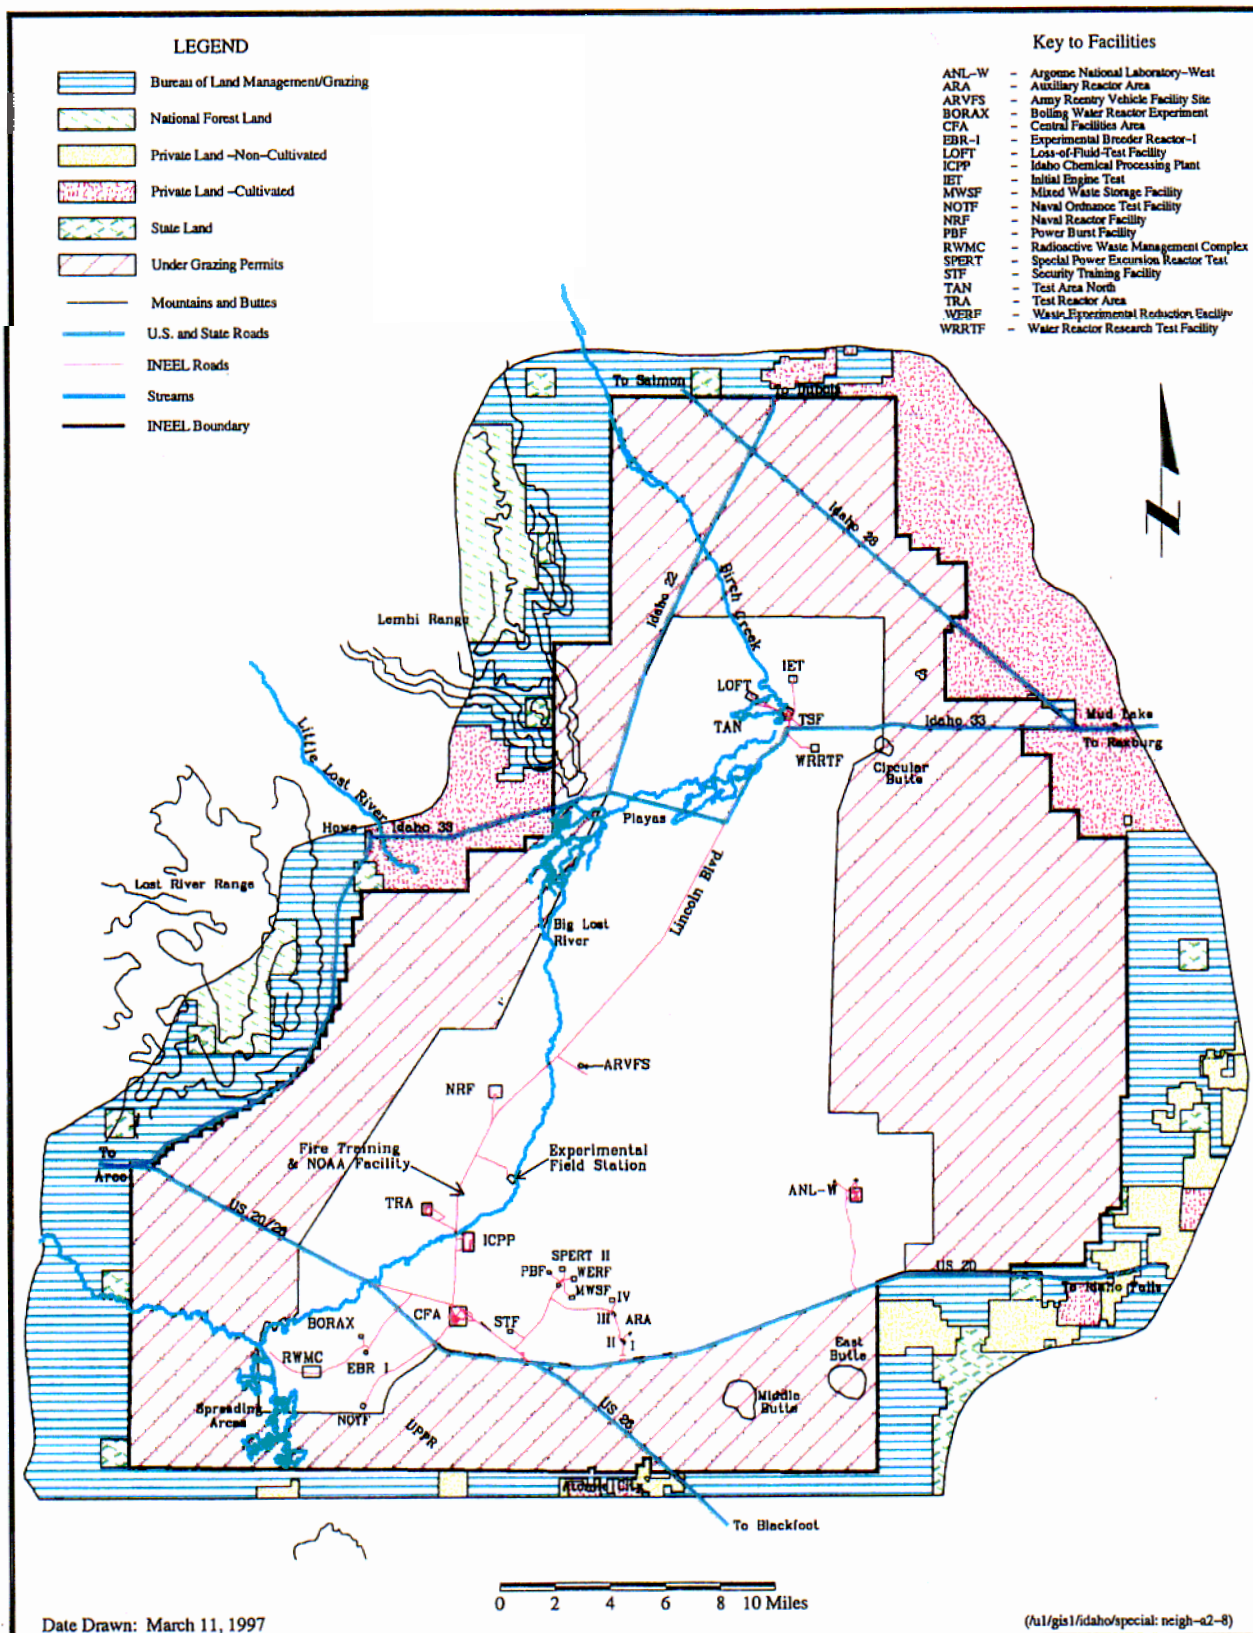 LEGEND
Bureau of Land Management/Grazing
National Forest Land
Private Land -Non-Cultivated
Private Land -Cultivated
State Land
Under Grazing Permits
Mountains and Buttes
U.S. and State Roads
INEEL Roads
Streams
INEEL Boundary
Key to Facilities
ANL-W - Argonne National Laboratory-West
ARA - Auxiliary Reactor Area
ARVFS - Army Reentry Vehicle Facility Site
BORAX - Boiling Water Reactor Experiment
CFA - Central Facilities Area
EBR-I - Experimental Breeder Reactor-I
LOFT - Loss-of-Fluid-Test Facility
ICPP - Idaho Chemical Processing Plant
IET - Initial Engine Test
MWSF - Mixed Waste Storage Facility
NOTF - Naval Ordnance Test Facility
NRF - Naval Reactor Facility
PBF - Power Burst Facility
RWMC - Radioactive Waste Management Complex
SPERT - Special Power Excursion Reactor Test
STF - Security Training Facility
TAN - Test Area North
TRA - Test Reactor Area
WERF - Waste Experimental Reduction Facility
WRRTF - Water Reactor Research Test Facility
To Salmon
To Dubois
Idaho 28
Idaho 22
Birch Creek
Lemhi Range
IET
LOFT
TAN
TSF
WRRTF
Idaho 33
Mud Lake
To Rexburg
Circular
Butte
Little Lost River
Howe
Idaho 33
Playas
Lincoln Blvd.
Lost River Range
Big Lost
River
ARVFS
NRF
Fire Training
& NOAA Facility
Experimental
Field Station
To
Arco
US 20/26
TRA
ICPP
ANL-W
SPERT II
PBF
WERF
MWSF
IV
III
ARA
II
I
US 20
To Idaho Falls
CFA
STF
BORAX
RWMC
EBR I
East
Butte
Middle
Butte
Spreading
Areas
NOTF
UPPR
US 26
Atomic City
To Blackfoot
0 2 4 6 8 10 Miles
Date Drawn: March 11, 1997
(/u1/gis1/idaho/special: neigh-a2-8)